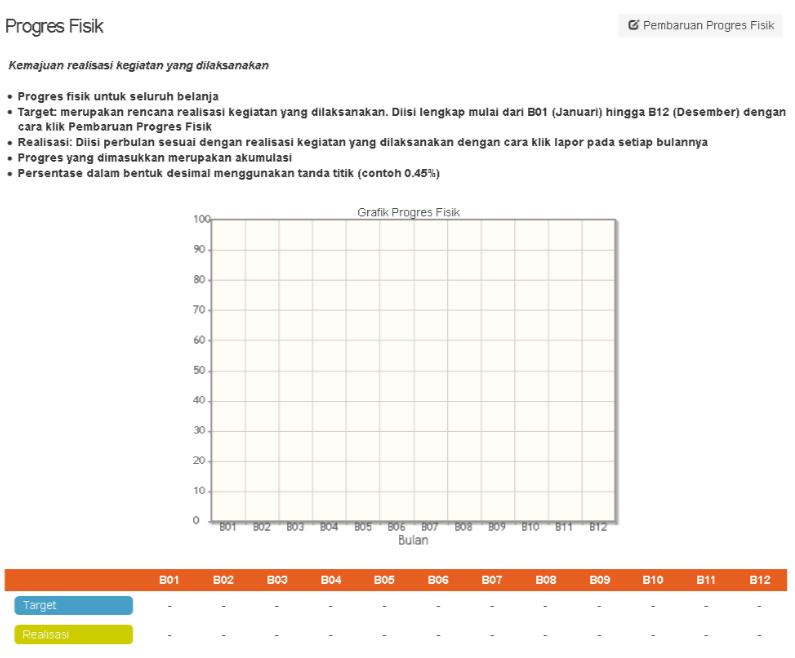 Progres Fisik
Pembaruan Progres Fisik
Kemajuan realisasi kegiatan yang dilaksanakan
• Progres fisik untuk seluruh belanja
• Target: merupakan rencana realisasi kegiatan yang dilaksanakan. Diisi lengkap mulai dari B01 (Januari) hingga B12 (Desember) dengan
cara klik Pembaruan Progres Fisik
• Realisasi: Diisi perbulan sesuai dengan realisasi kegiatan yang dilaksanakan dengan cara klik lapor pada setiap bulannya
• Progres yang dimasukkan merupakan akumulasi
• Persentase dalam bentuk desimal menggunakan tanda titik (contoh 0.45%)
Grafik Progres Fisik
100
90
80
70
60
50
40
30
20
10
0
B01 B02 B03 B04 B05 B06 B07 B08 B09 B10 B11 B12
Bulan
B01 B02 B03 B04 B05 B06 B07 B08 B09 B10 B11 B12
Target - - - - - - - - - - - -
Realisasi - - - - - - - - - - - -